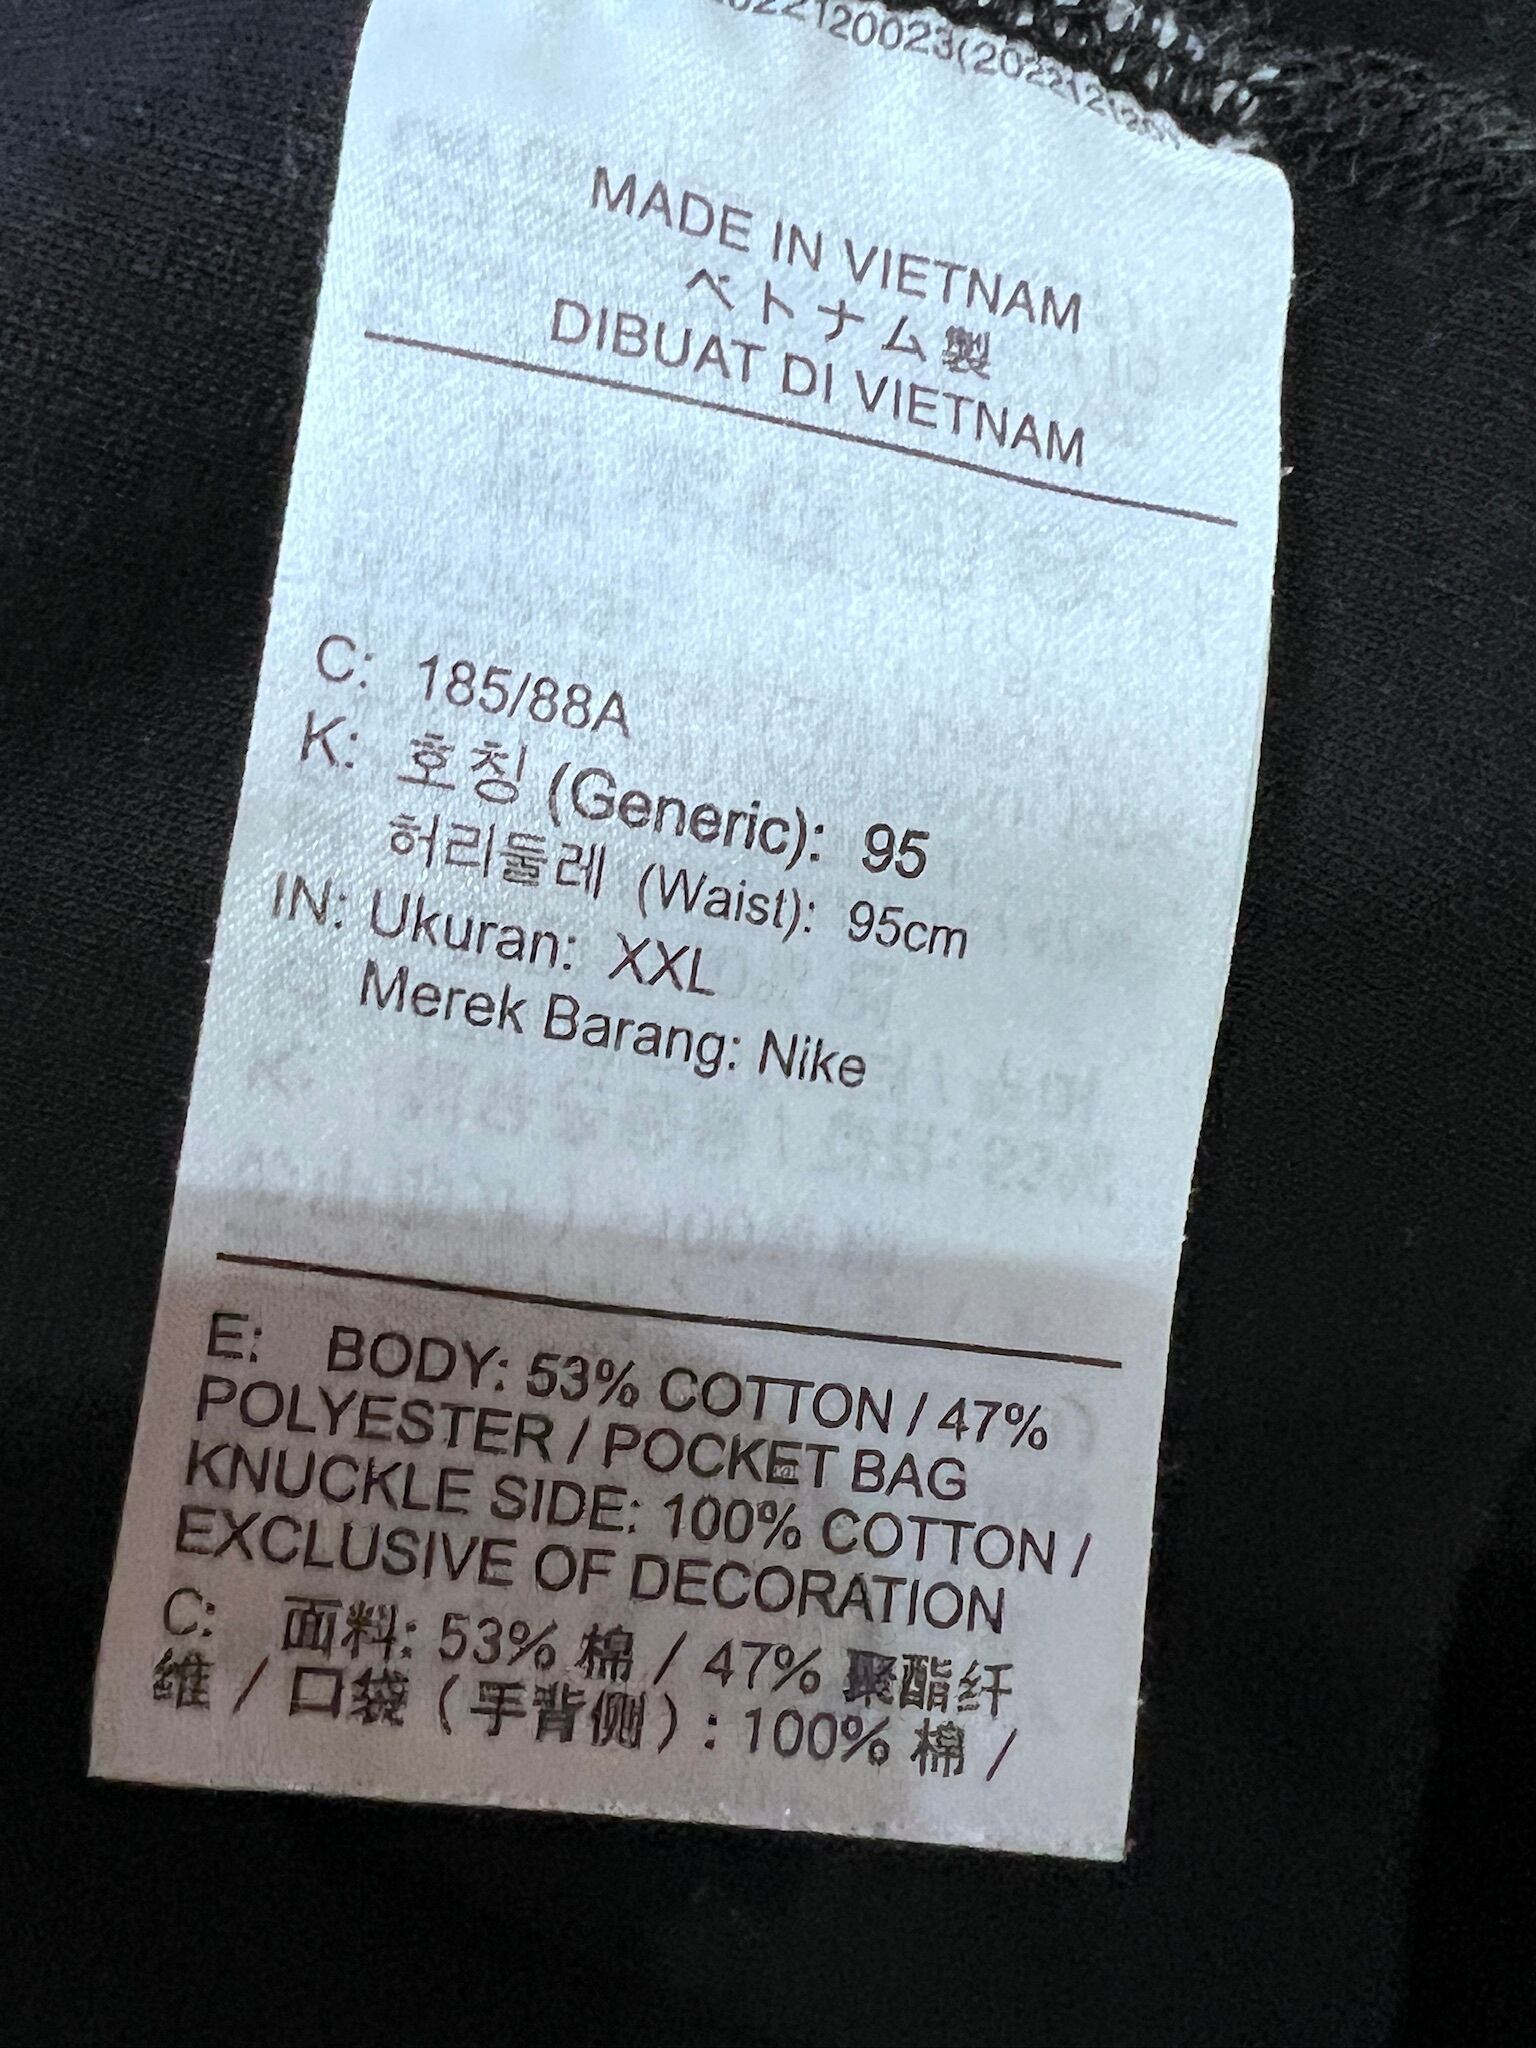 20023(2022
MADE IN VIETNAM
ベトナム製
DIBUAT DI VIETNAM
C: 185/88A
K: 호칭 (Generic): 95
허리둘레 (Waist): 95cm
IN: Ukuran: XXL
Merek Barang: Nike
E: BODY: 53% COTTON / 47%
POLYESTER / POCKET BAG
KNUCKLE SIDE: 100% COTTON /
EXCLUSIVE OF DECORATION
C: 面料: 53% 棉 / 47% 聚酯纤
维 / 口袋 (手背侧) : 100% 棉 /